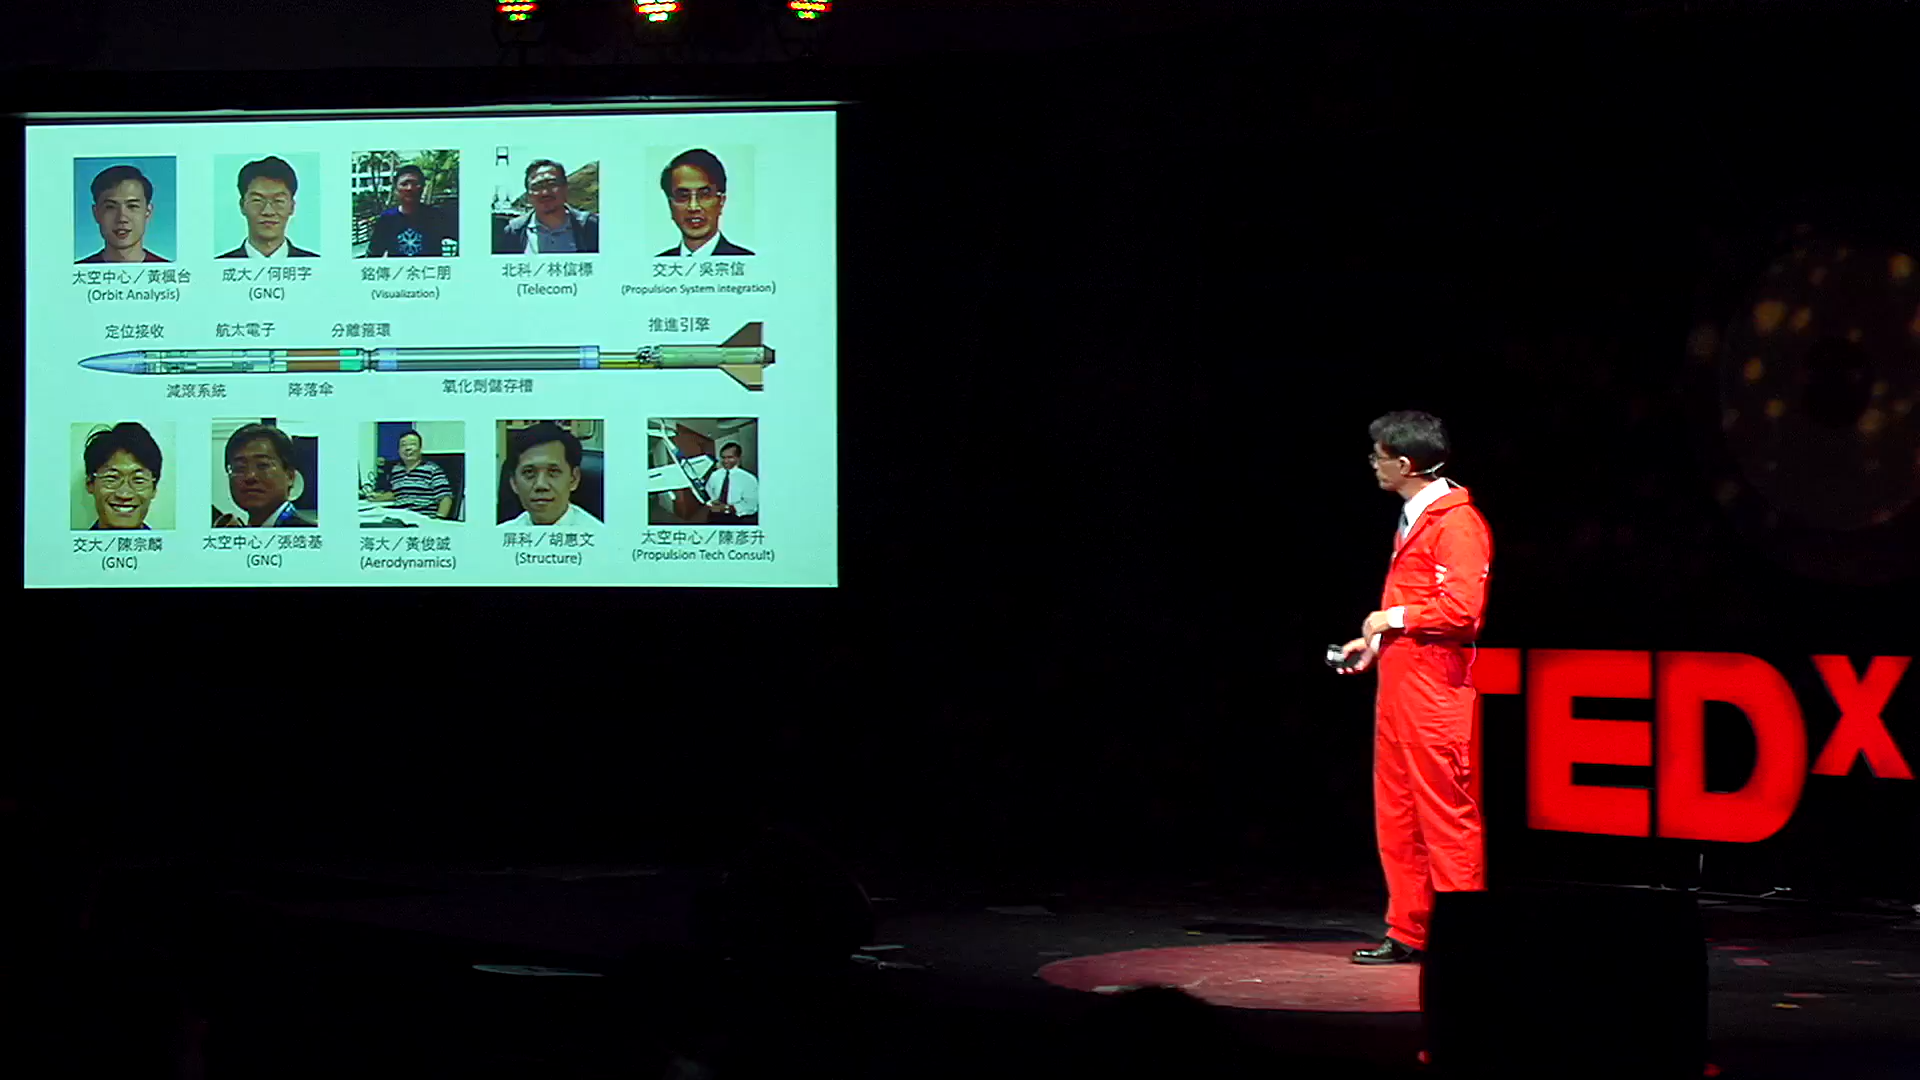 太空中心／黃楓台
(Orbit Analysis)
成大／何明字
(GNC)
銘傳／余仁朋
(Visualization)
北科／林信標
(Telecom)
交大／吳宗信
(Propulsion System integration)
定位接收
航太電子
分離箍環
推進引擎
減滾系統
降落傘
氧化劑儲存槽
交大／陳宗麟
(GNC)
太空中心／張皓基
(GNC)
海大／黃俊誠
(Aerodynamics)
屏科／胡惠文
(Structure)
太空中心／陳彥升
(Propulsion Tech Consult)
TEDx